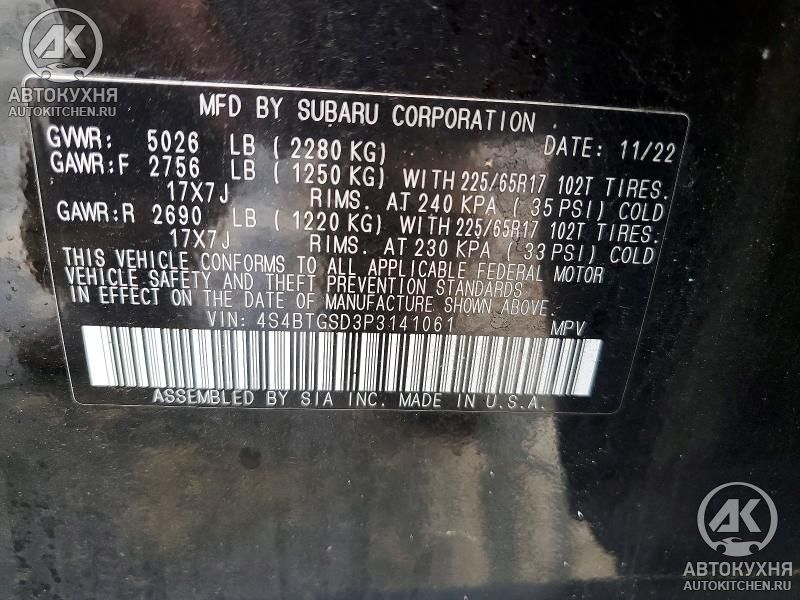 AK
АВТОКУХНЯ
AUTOKITCHEN.RU
MFD BY SUBARU CORPORATION
GVWR: 5026 LB ( 2280 KG) DATE: 11/22
GAWR:F 2756 LB ( 1250 KG) WITH 225/65R17 102T TIRES.
17X7J RIMS. AT 240 KPA ( 35 PSI) COLD
GAWR:R 2690 LB ( 1220 KG) WITH 225/65R17 102T TIRES.
17X7J RIMS. AT 230 KPA ( 33 PSI) COLD
THIS VEHICLE CONFORMS TO ALL APPLICABLE FEDERAL MOTOR
VEHICLE SAFETY AND THEFT PREVENTION STANDARDS
IN EFFECT ON THE DATE OF MANUFACTURE SHOWN ABOVE.
VIN: 4S4BTGSD3P3141061 MPV
ASSEMBLED BY SIA INC. MADE IN U.S.A.
AK
АВТОКУХНЯ
AUTOKITCHEN.RU